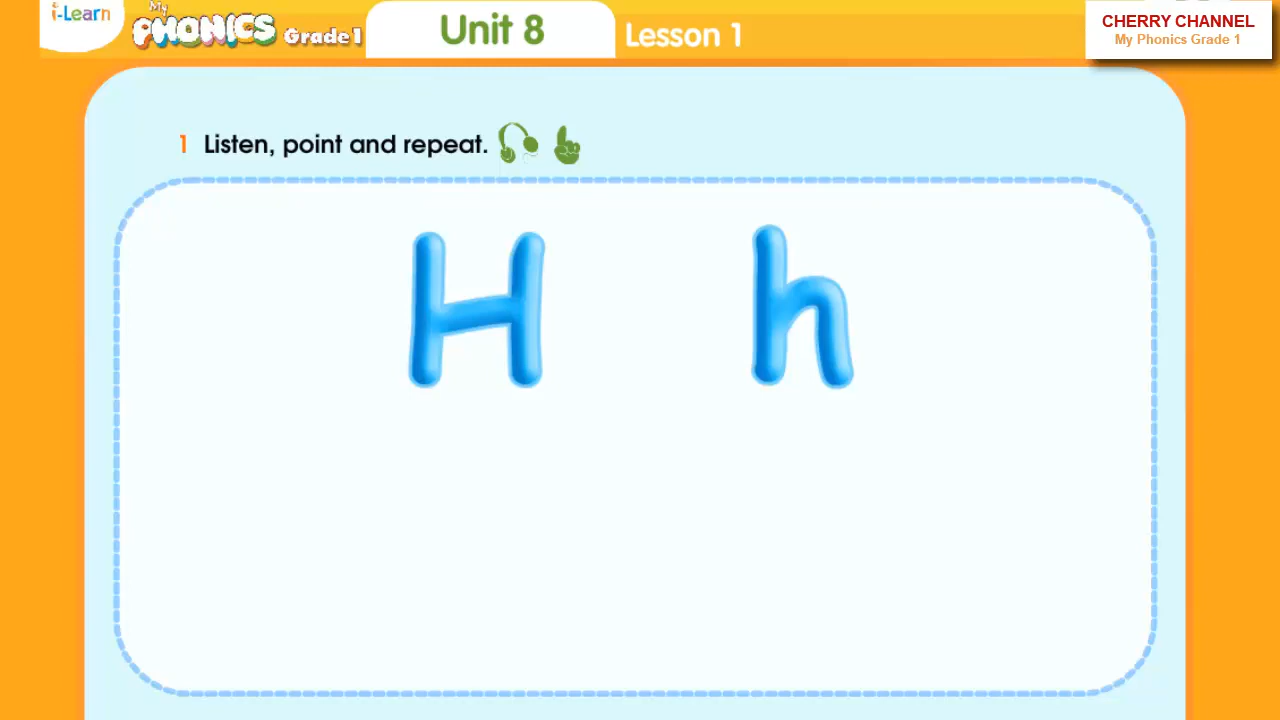 i-Learn
My
PHONICS Grade 1
Unit 8
Lesson 1
CHERRY CHANNEL
My Phonics Grade 1
1 Listen, point and repeat.
H h